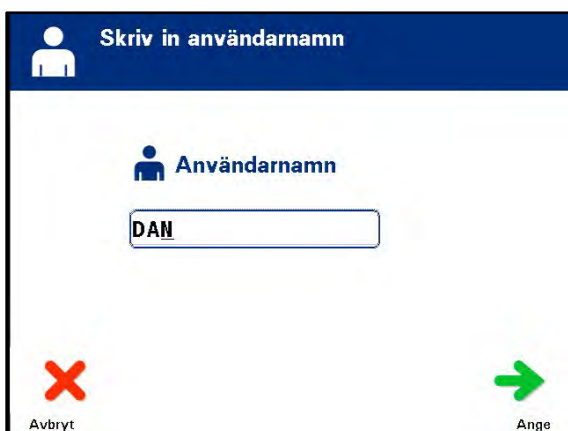 Skriv in användarnamn
Användarnamn
DAN
Avbryt
Ange